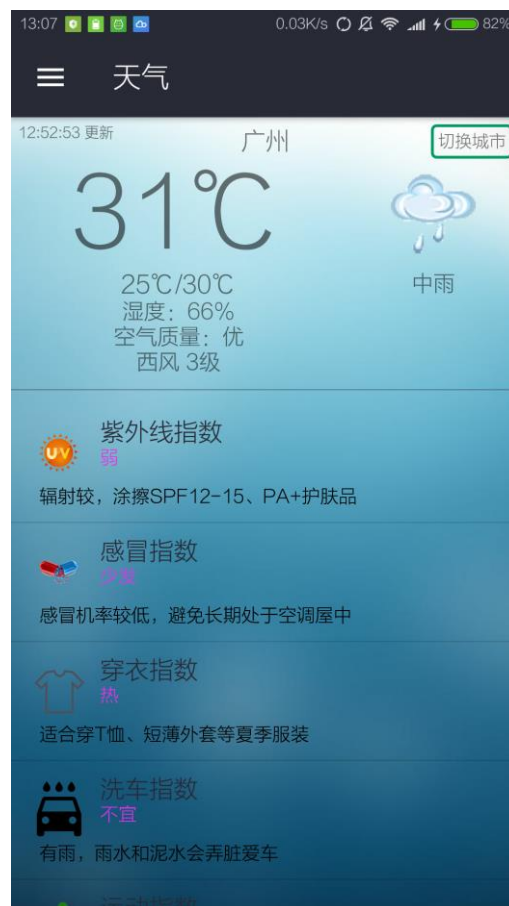 13:07 0.03K/s 82%
天气
12:52:53 更新 广州 切换城市
31℃
25℃/30℃ 中雨
湿度：66%
空气质量：优
西风 3级
紫外线指数
UV 弱
辐射较，涂擦SPF12-15、PA+护肤品
感冒指数
少发
感冒机率较低，避免长期处于空调屋中
穿衣指数
热
适合穿T恤、短薄外套等夏季服装
洗车指数
不宜
有雨，雨水和泥水会弄脏爱车
运动指数